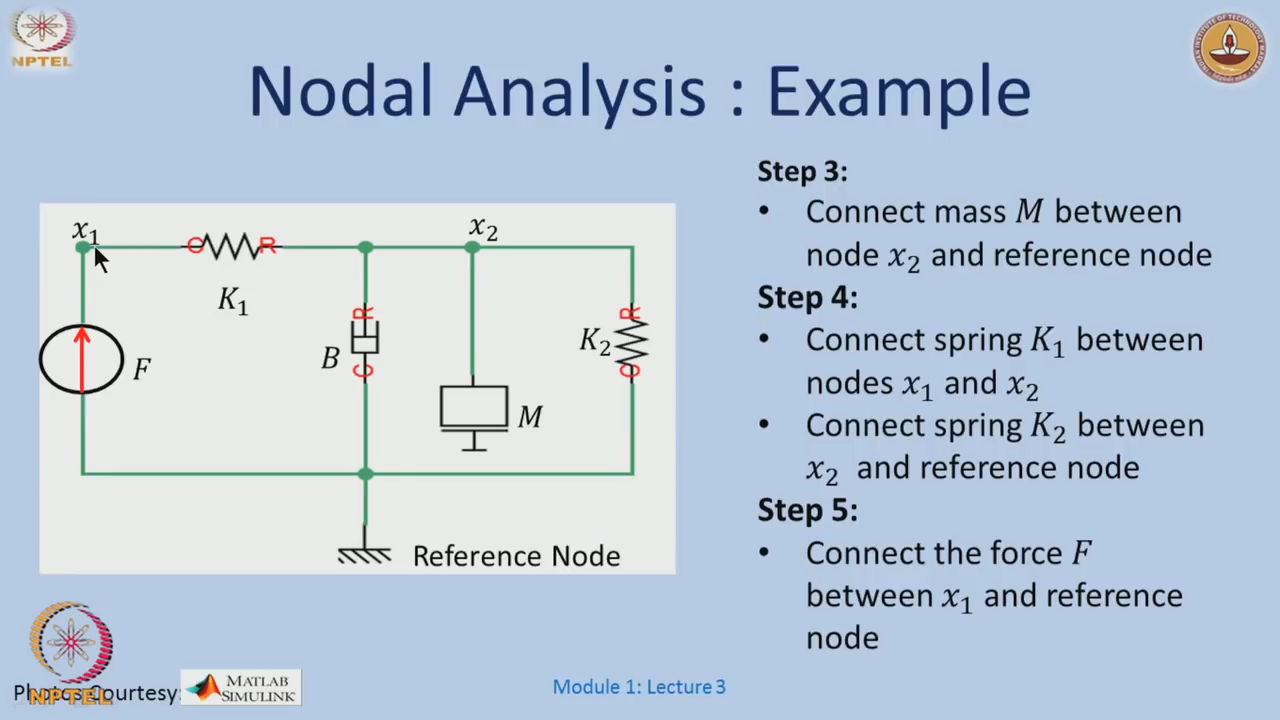 NPTEL
Nodal Analysis : Example
x₁
C
R
K₁
x₂
F
R
B
C
M
K₂
R
C
Reference Node
Step 3:
• Connect mass M between
node x₂ and reference node
Step 4:
• Connect spring K₁ between
nodes x₁ and x₂
• Connect spring K₂ between
x₂ and reference node
Step 5:
• Connect the force F
between x₁ and reference
node
NPTEL
Courtesy:
MATLAB
SIMULINK
Module 1: Lecture 3